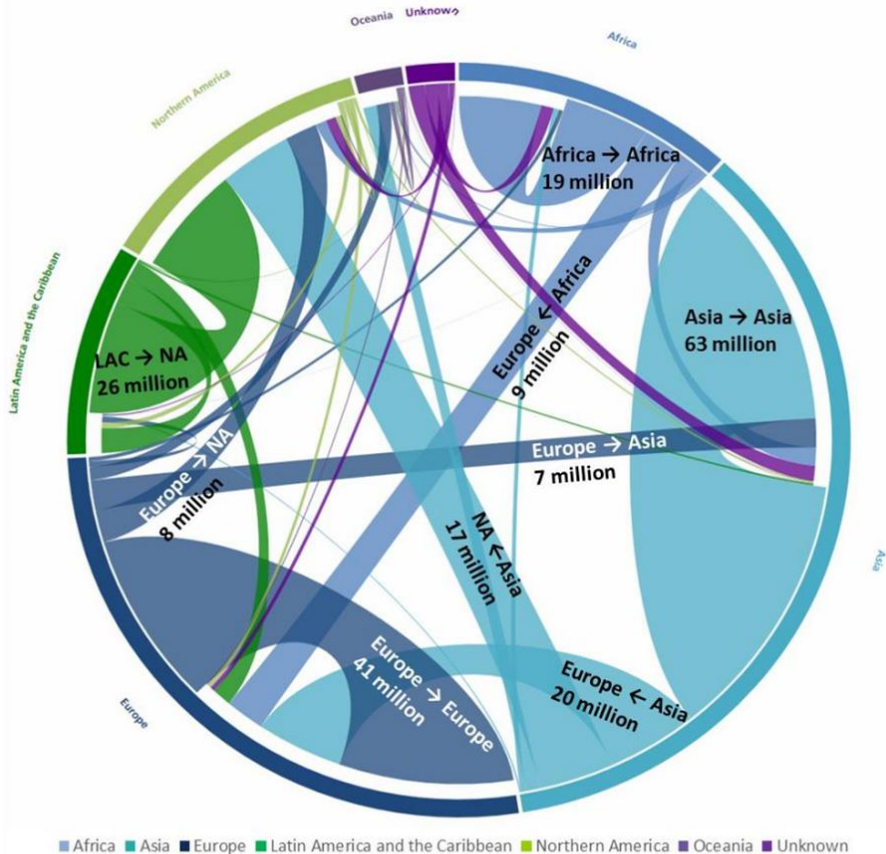 Oceania
Unknown
Africa
Northern America
Africa → Africa
19 million
Asia → Asia
63 million
Europe ← Africa
9 million
Latin America and the Caribbean
LAC → NA
26 million
Europe → NA
8 million
Europe → Asia
7 million
NA ← Asia
17 million
Asia
Europe → Europe
41 million
Europe ← Asia
20 million
Europe
Africa Asia Europe Latin America and the Caribbean Northern America Oceania Unknown